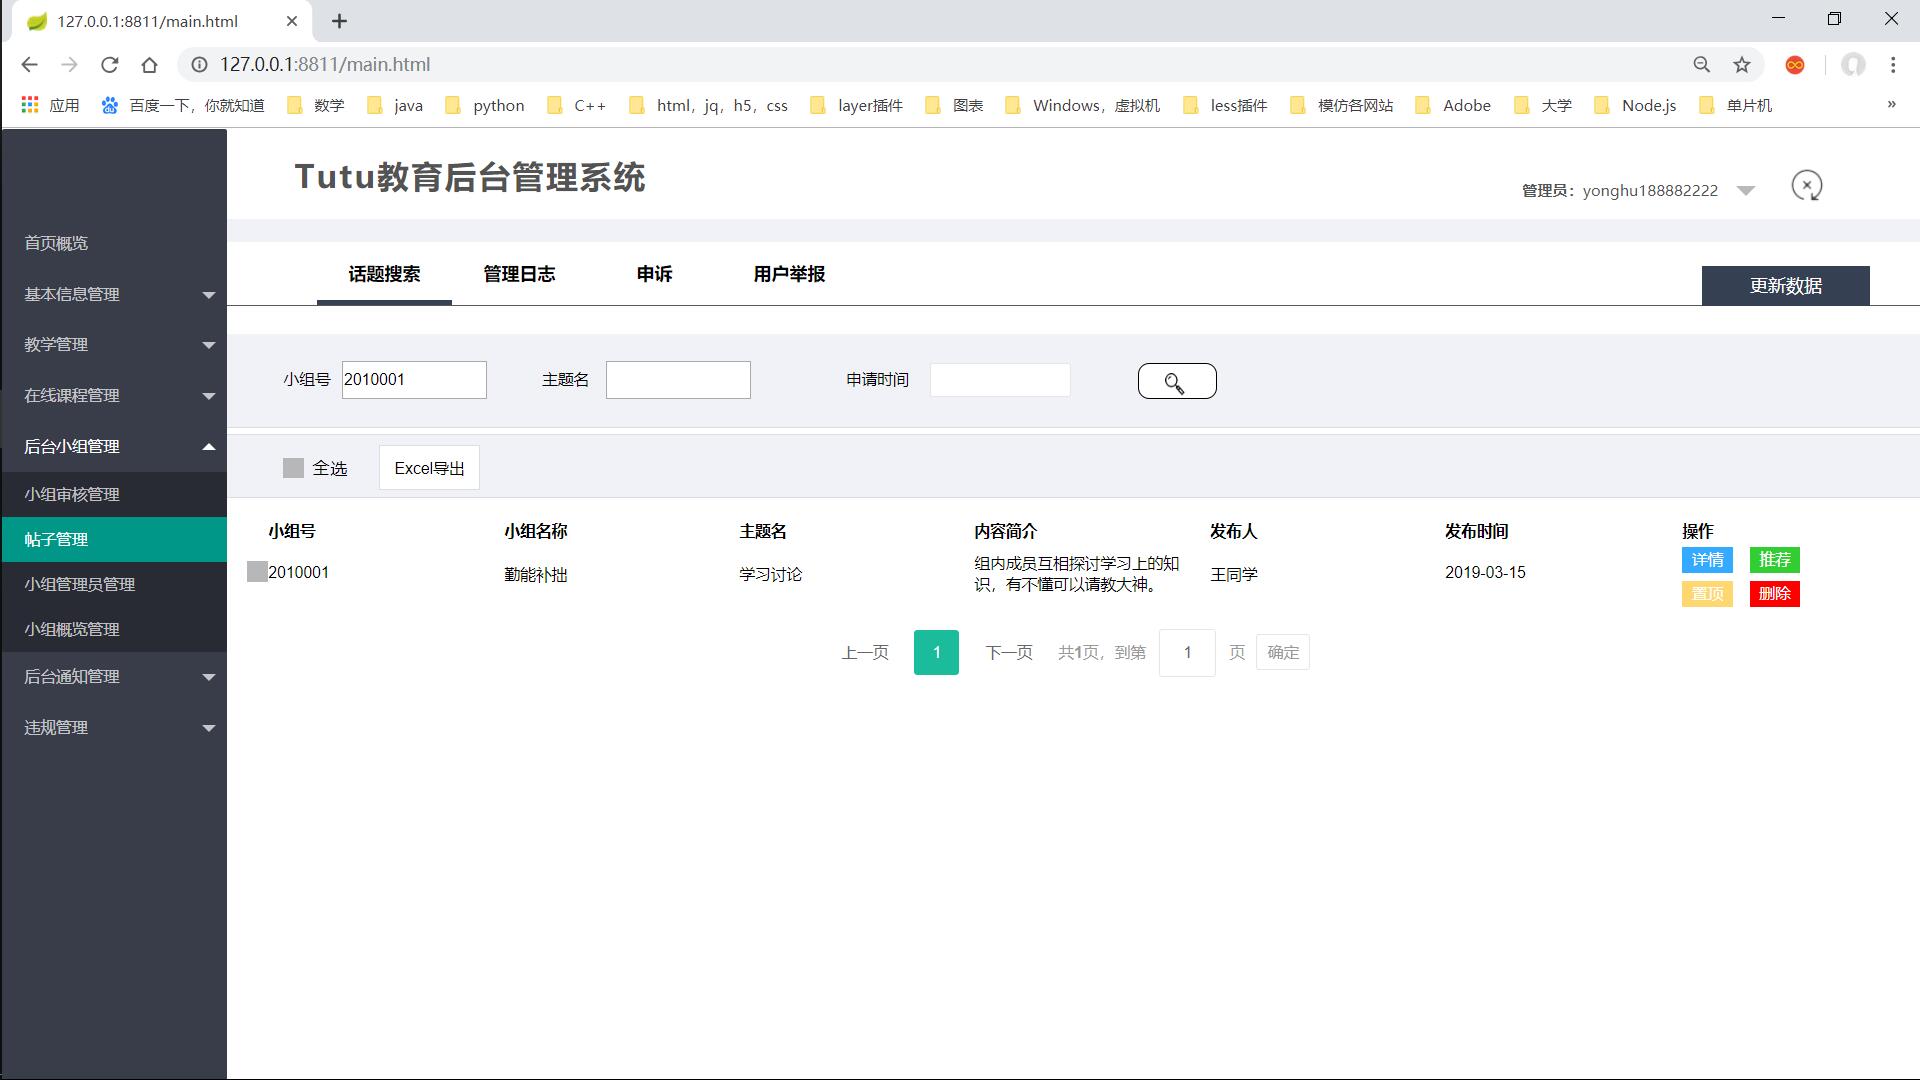 127.0.0.1:8811/main.html
127.0.0.1:8811/main.html
应用 百度一下，你就知道 数学 java python C++ html，jq，h5，css layer插件 图表 Windows，虚拟机 less插件 模仿各网站 Adobe 大学 Node.js 单片机 »
Tutu教育后台管理系统
管理员：yonghu188882222
首页概览
基本信息管理
教学管理
在线课程管理
后台小组管理
小组审核管理
帖子管理
小组管理员管理
小组概览管理
后台通知管理
违规管理
话题搜索 管理日志 申诉 用户举报
更新数据
小组号 2010001 主题名 申请时间
全选 Excel导出
小组号 小组名称 主题名 内容简介 发布人 发布时间 操作
2010001 勤能补拙 学习讨论 组内成员互相探讨学习上的知
识，有不懂可以请教大神。 王同学 2019-03-15
详情 推荐
置顶 删除
上一页 1 下一页 共1页，到第 1 页 确定